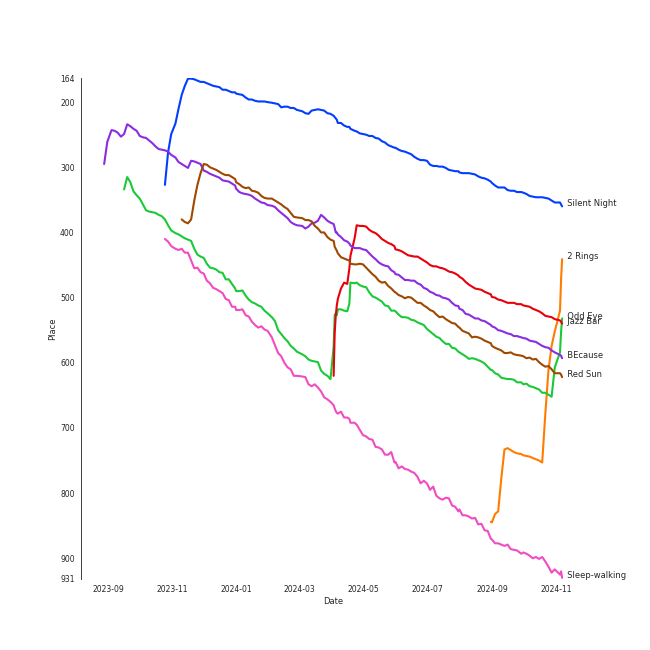 164
200
300
400
500
600
700
800
900
931
Place
2023-09
2023-11
2024-01
2024-03
2024-05
2024-07
2024-09
2024-11
Date
Silent Night
2 Rings
Odd Eye
Jazz Bar
BEcause
Red Sun
Sleep-walking